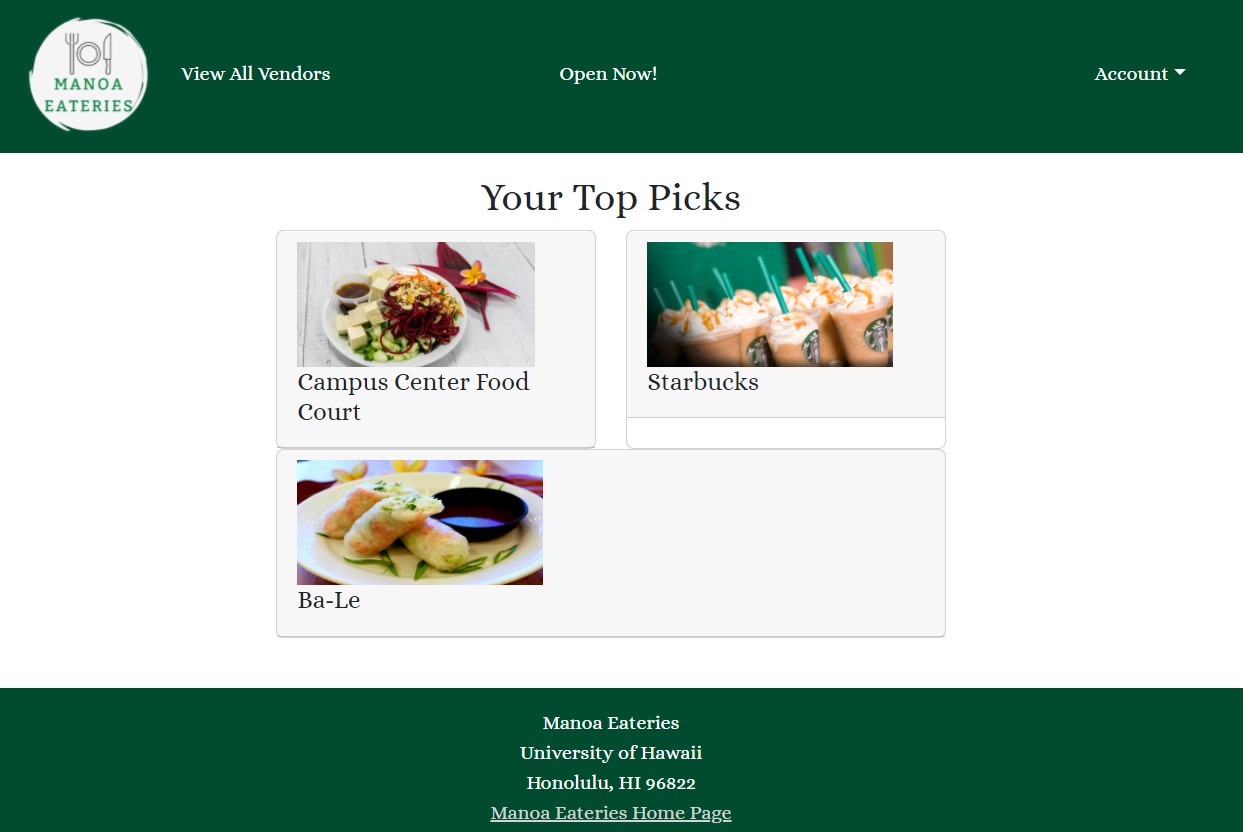 MANOA
EATERIES
View All Vendors
Open Now!
Account
Your Top Picks
Campus Center Food
Court
Starbucks
Ba-Le
Manoa Eateries
University of Hawaii
Honolulu, HI 96822
Manoa Eateries Home Page